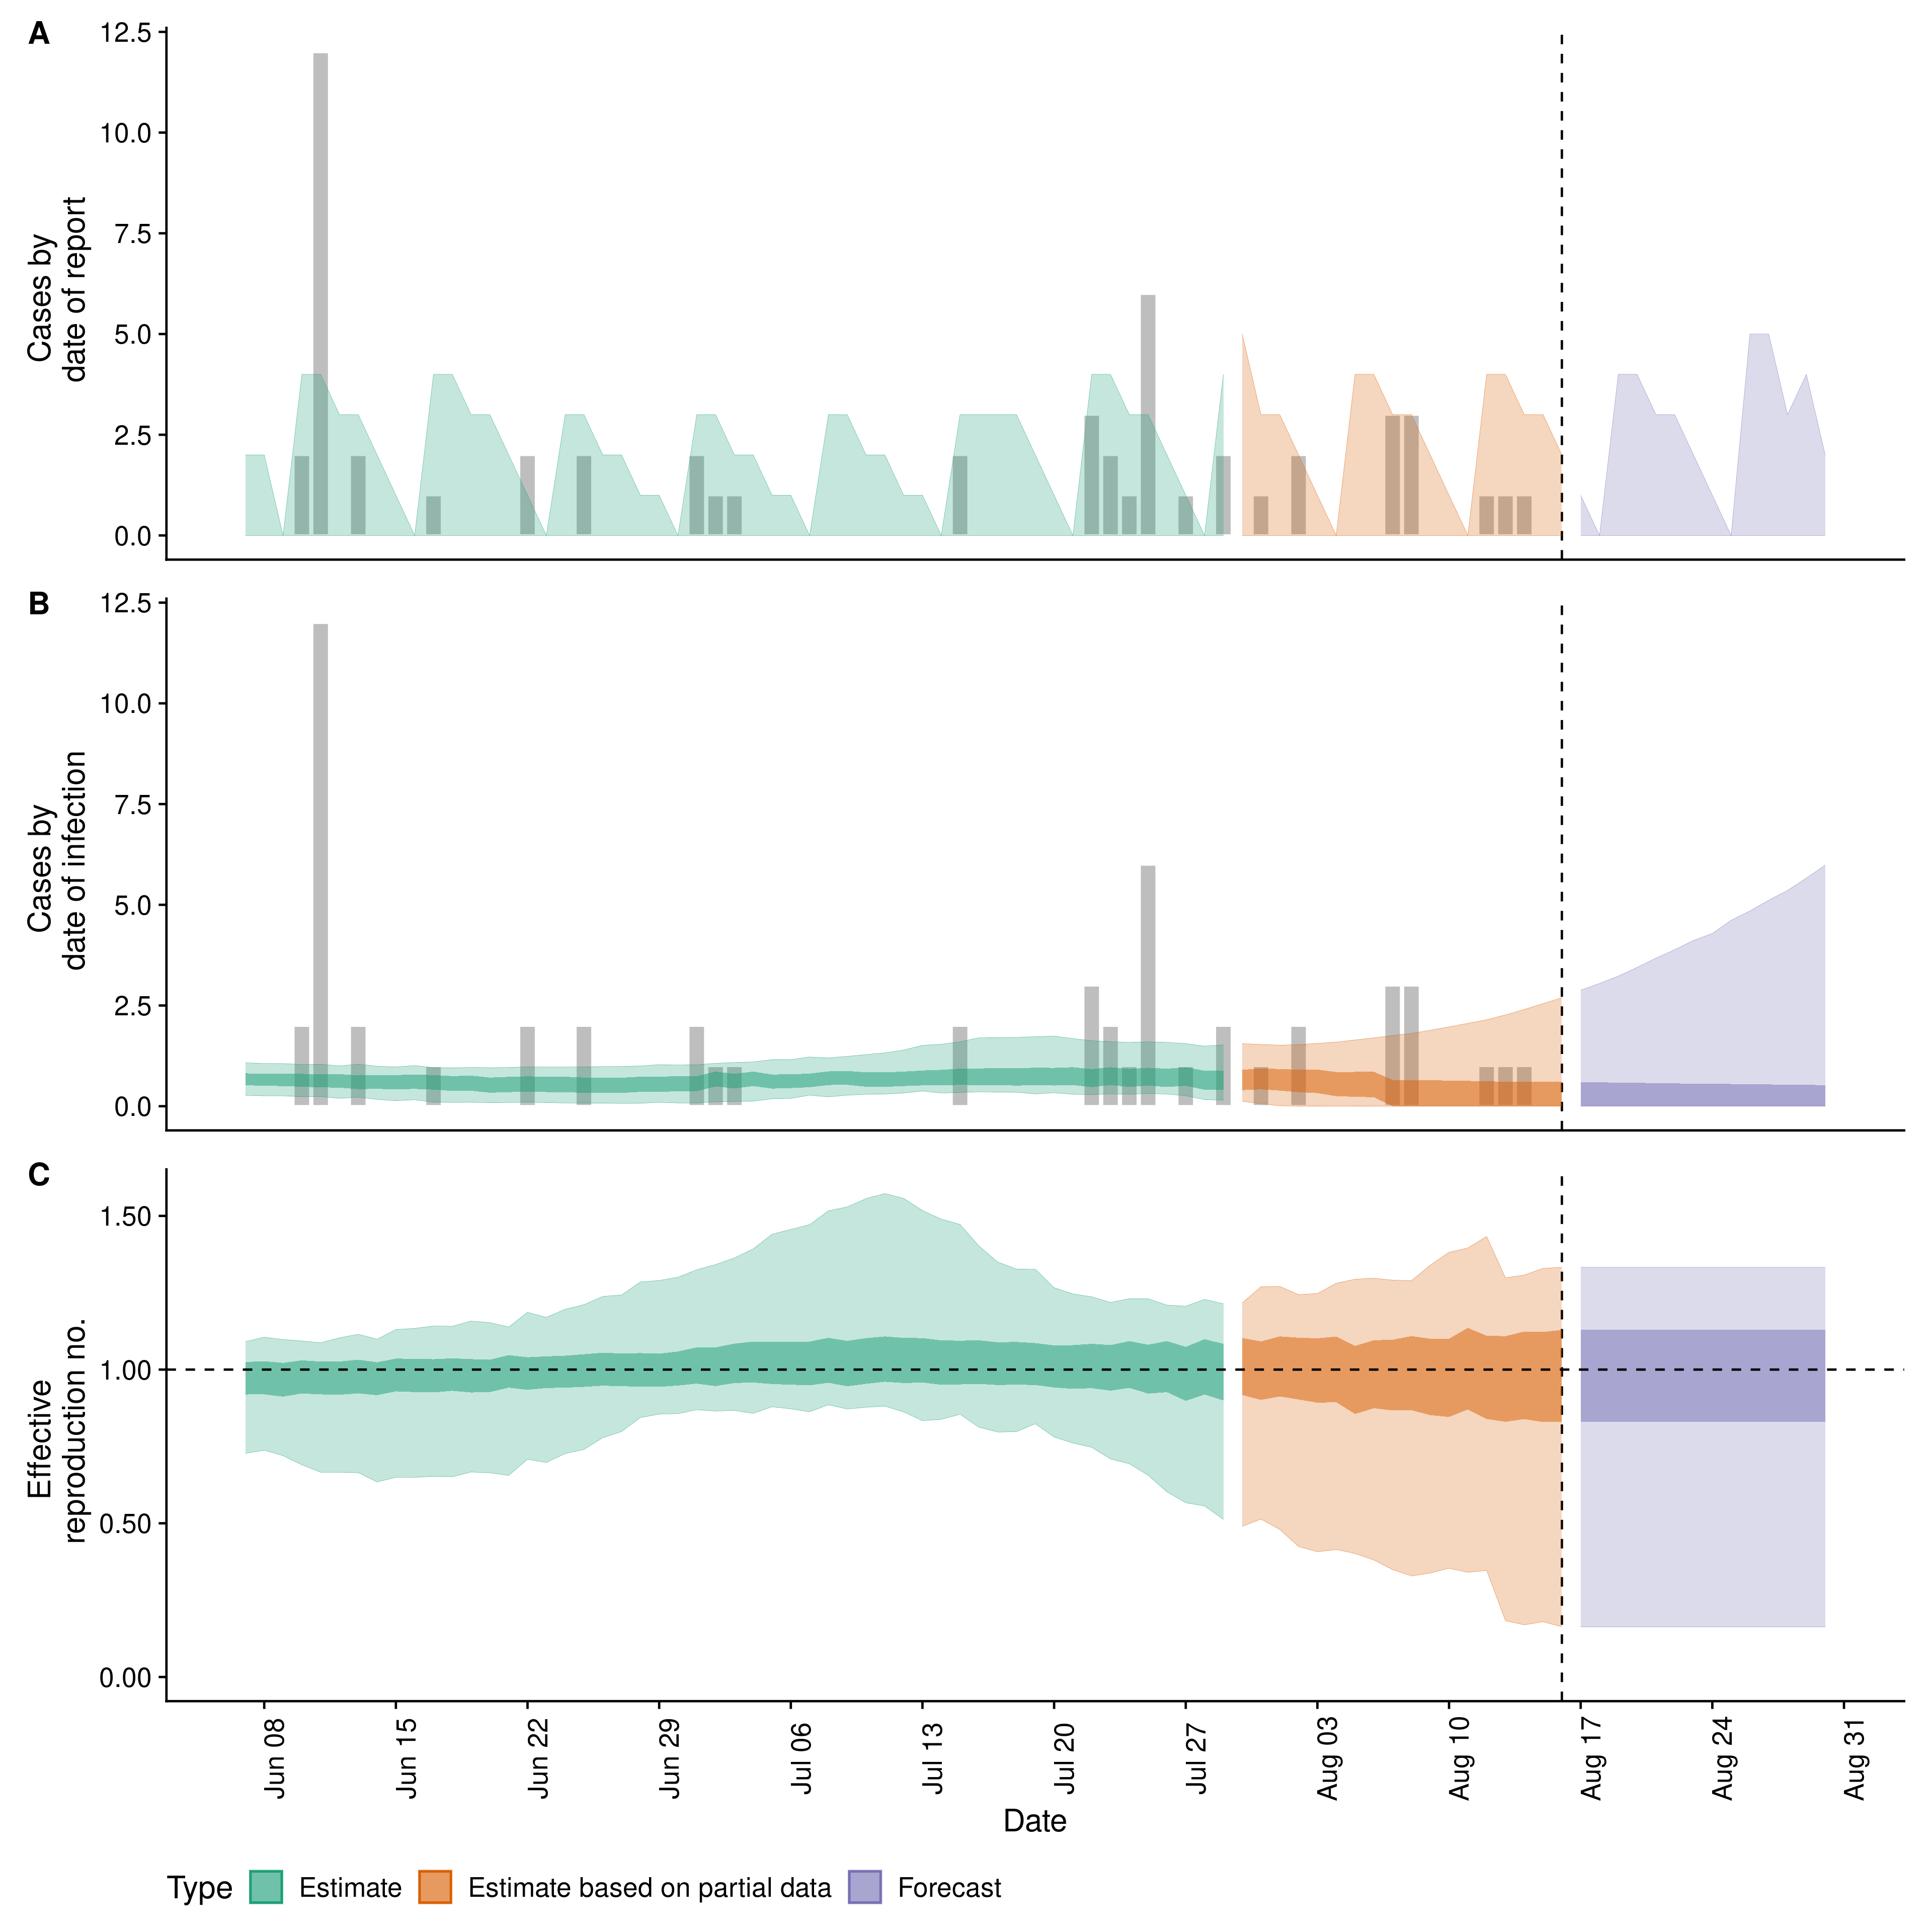 A
12.5
10.0
7.5
5.0
2.5
0.0
Cases by
date of report
B
12.5
10.0
7.5
5.0
2.5
0.0
Cases by
date of infection
C
1.50
1.00
0.50
0.00
Effective
reproduction no.
Jun 08
Jun 15
Jun 22
Jun 29
Jul 06
Jul 13
Jul 20
Jul 27
Aug 03
Aug 10
Aug 17
Aug 24
Aug 31
Date
Type Estimate Estimate based on partial data Forecast